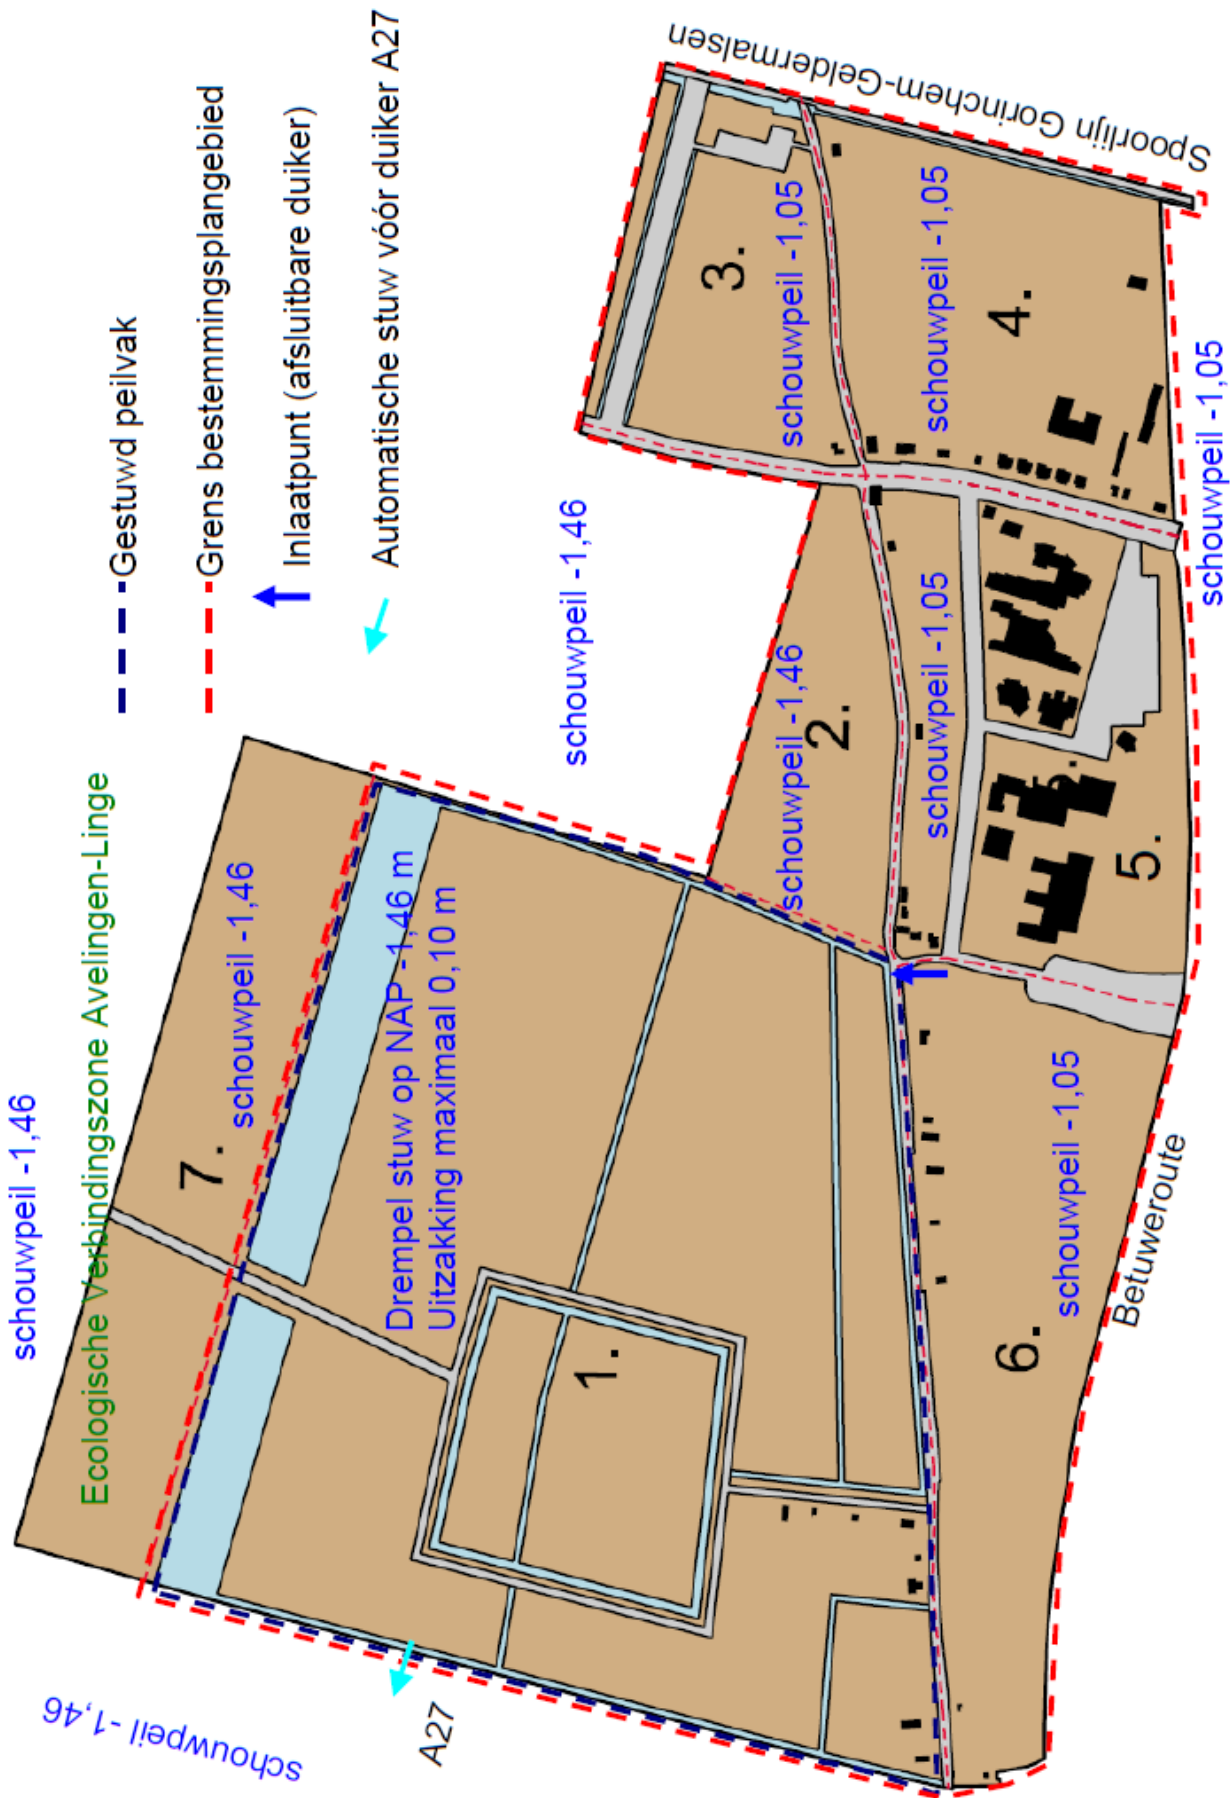 Gestuwd peilvak
Grens bestemmingsplangebied
Inlaatpunt (afsluitbare duiker)
Automatische stuw vóór duiker A27
schouwpeil -1,46
Ecologische Verbindingszone Avelingen-Linge
7.
schouwpeil -1,46
schouwpeil -1,46
Drempel stuw op NAP -1,46 m
Uitzakking maximaal 0,10 m
schouwpeil -1,46
A27
1.
schouwpeil -1,46
2.
schouwpeil -1,05
3.
schouwpeil -1,05
schouwpeil -1,05
4.
Spoorlijn Gorinchem-Geldermalsen
5.
6.
schouwpeil -1,05
Betuweroute
schouwpeil -1,05